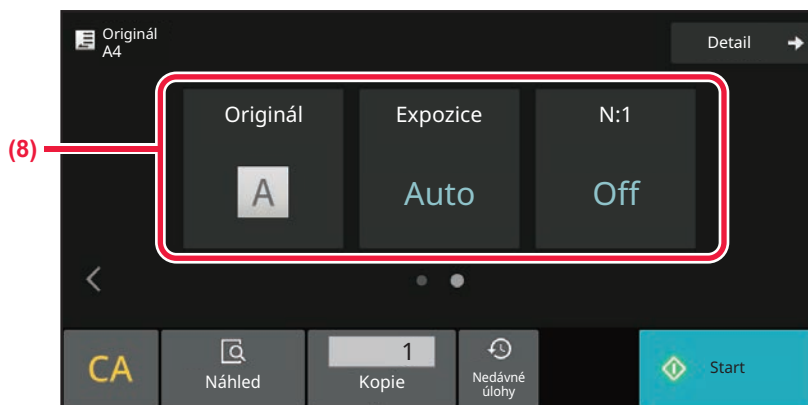 Originál
A4
Detail
Originál
Expozice
N:1
(8)
A
Auto
Off
CA
Náhled
1
Kopie
Nedávné
úlohy
Start